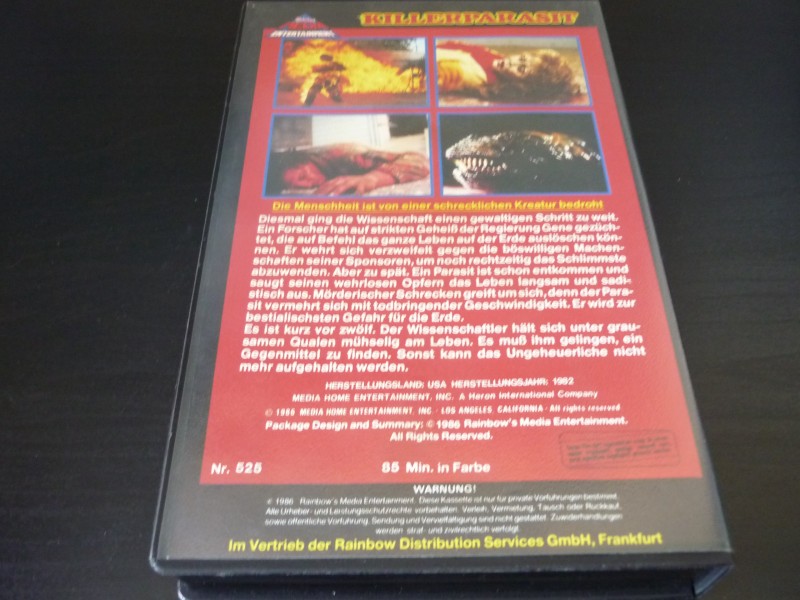 ENTERTAINMENT
KILLERPARASIT
Die Menschheit ist von einer schrecklichen Kreatur bedroht
Diesmal ging die Wissenschaft einen gewaltigen Schritt zu weit.
Ein Forscher hat auf strikten Geheiß der Regierung Gene gezüch-
tet, die auf Befehl das ganze Leben auf der Erde auslöschen kön-
nen. Er wehrt sich verzweifelt gegen die böswilligen Machen-
schaften seiner Sponsoren, um noch rechtzeitig das Schlimmste
abzuwenden. Aber zu spät. Ein Parasit ist schon entkommen und
saugt seinen wehrlosen Opfern das Leben langsam und sadi-
stisch aus. Mörderischer Schrecken greift um sich, denn der Para-
sit vermehrt sich mit todbringender Geschwindigkeit. Er wird zur
bestialischsten Gefahr für die Erde.
Es ist kurz vor zwölf. Der Wissenschaftler hält sich unter grau-
samen Qualen mühselig am Leben. Es muß ihm gelingen, ein
Gegenmittel zu finden. Sonst kann das Ungeheuerliche nicht
mehr aufgehalten werden.
HERSTELLUNGSLAND: USA HERSTELLUNGSJAHR: 1982
MEDIA HOME ENTERTAINMENT, INC. A Heron International Company
© 1986 MEDIA HOME ENTERTAINMENT, INC · LOS ANGELES, CALIFORNIA · All rights reserved
Package Design and Summary: © 1986 Rainbow's Media Entertainment.
All Rights Reserved.
Nr. 525 85 Min. in Farbe
WARNUNG!
© 1986 Rainbow's Media Entertainment. Diese Kassette ist nur für private Vorführungen bestimmt.
Alle Urheber- und Leistungsschutzrechte vorbehalten. Verleih, Vermietung, Tausch oder Rückkauf,
sowie öffentliche Vorführung, Sendung und Vervielfältigung sind nicht gestattet. Zuwiderhandlungen
werden straf- und zivilrechtlich verfolgt.
Im Vertrieb der Rainbow Distribution Services GmbH, Frankfurt